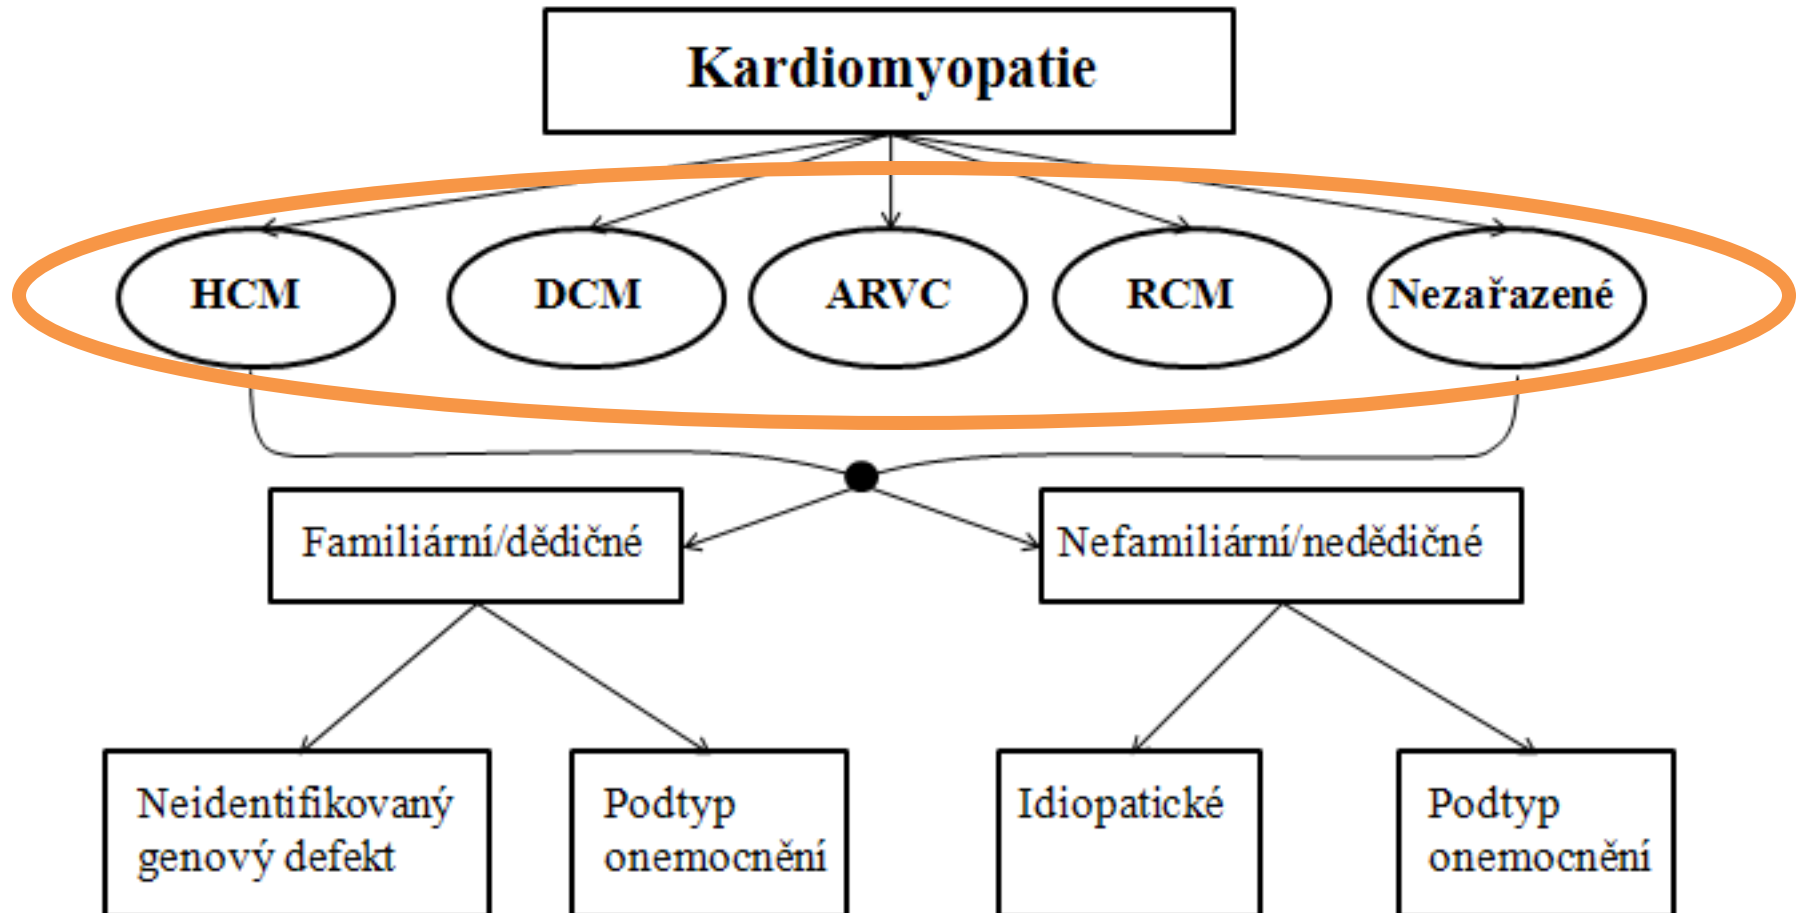 Kardiomyopatie
HCM
DCM
ARVC
RCM
Nezařazené
Familiární/dědičné
Nefamiliární/nedědičné
Neidentifikovaný
genový defekt
Podtyp
onemocnění
Idiopatické
Podtyp
onemocnění